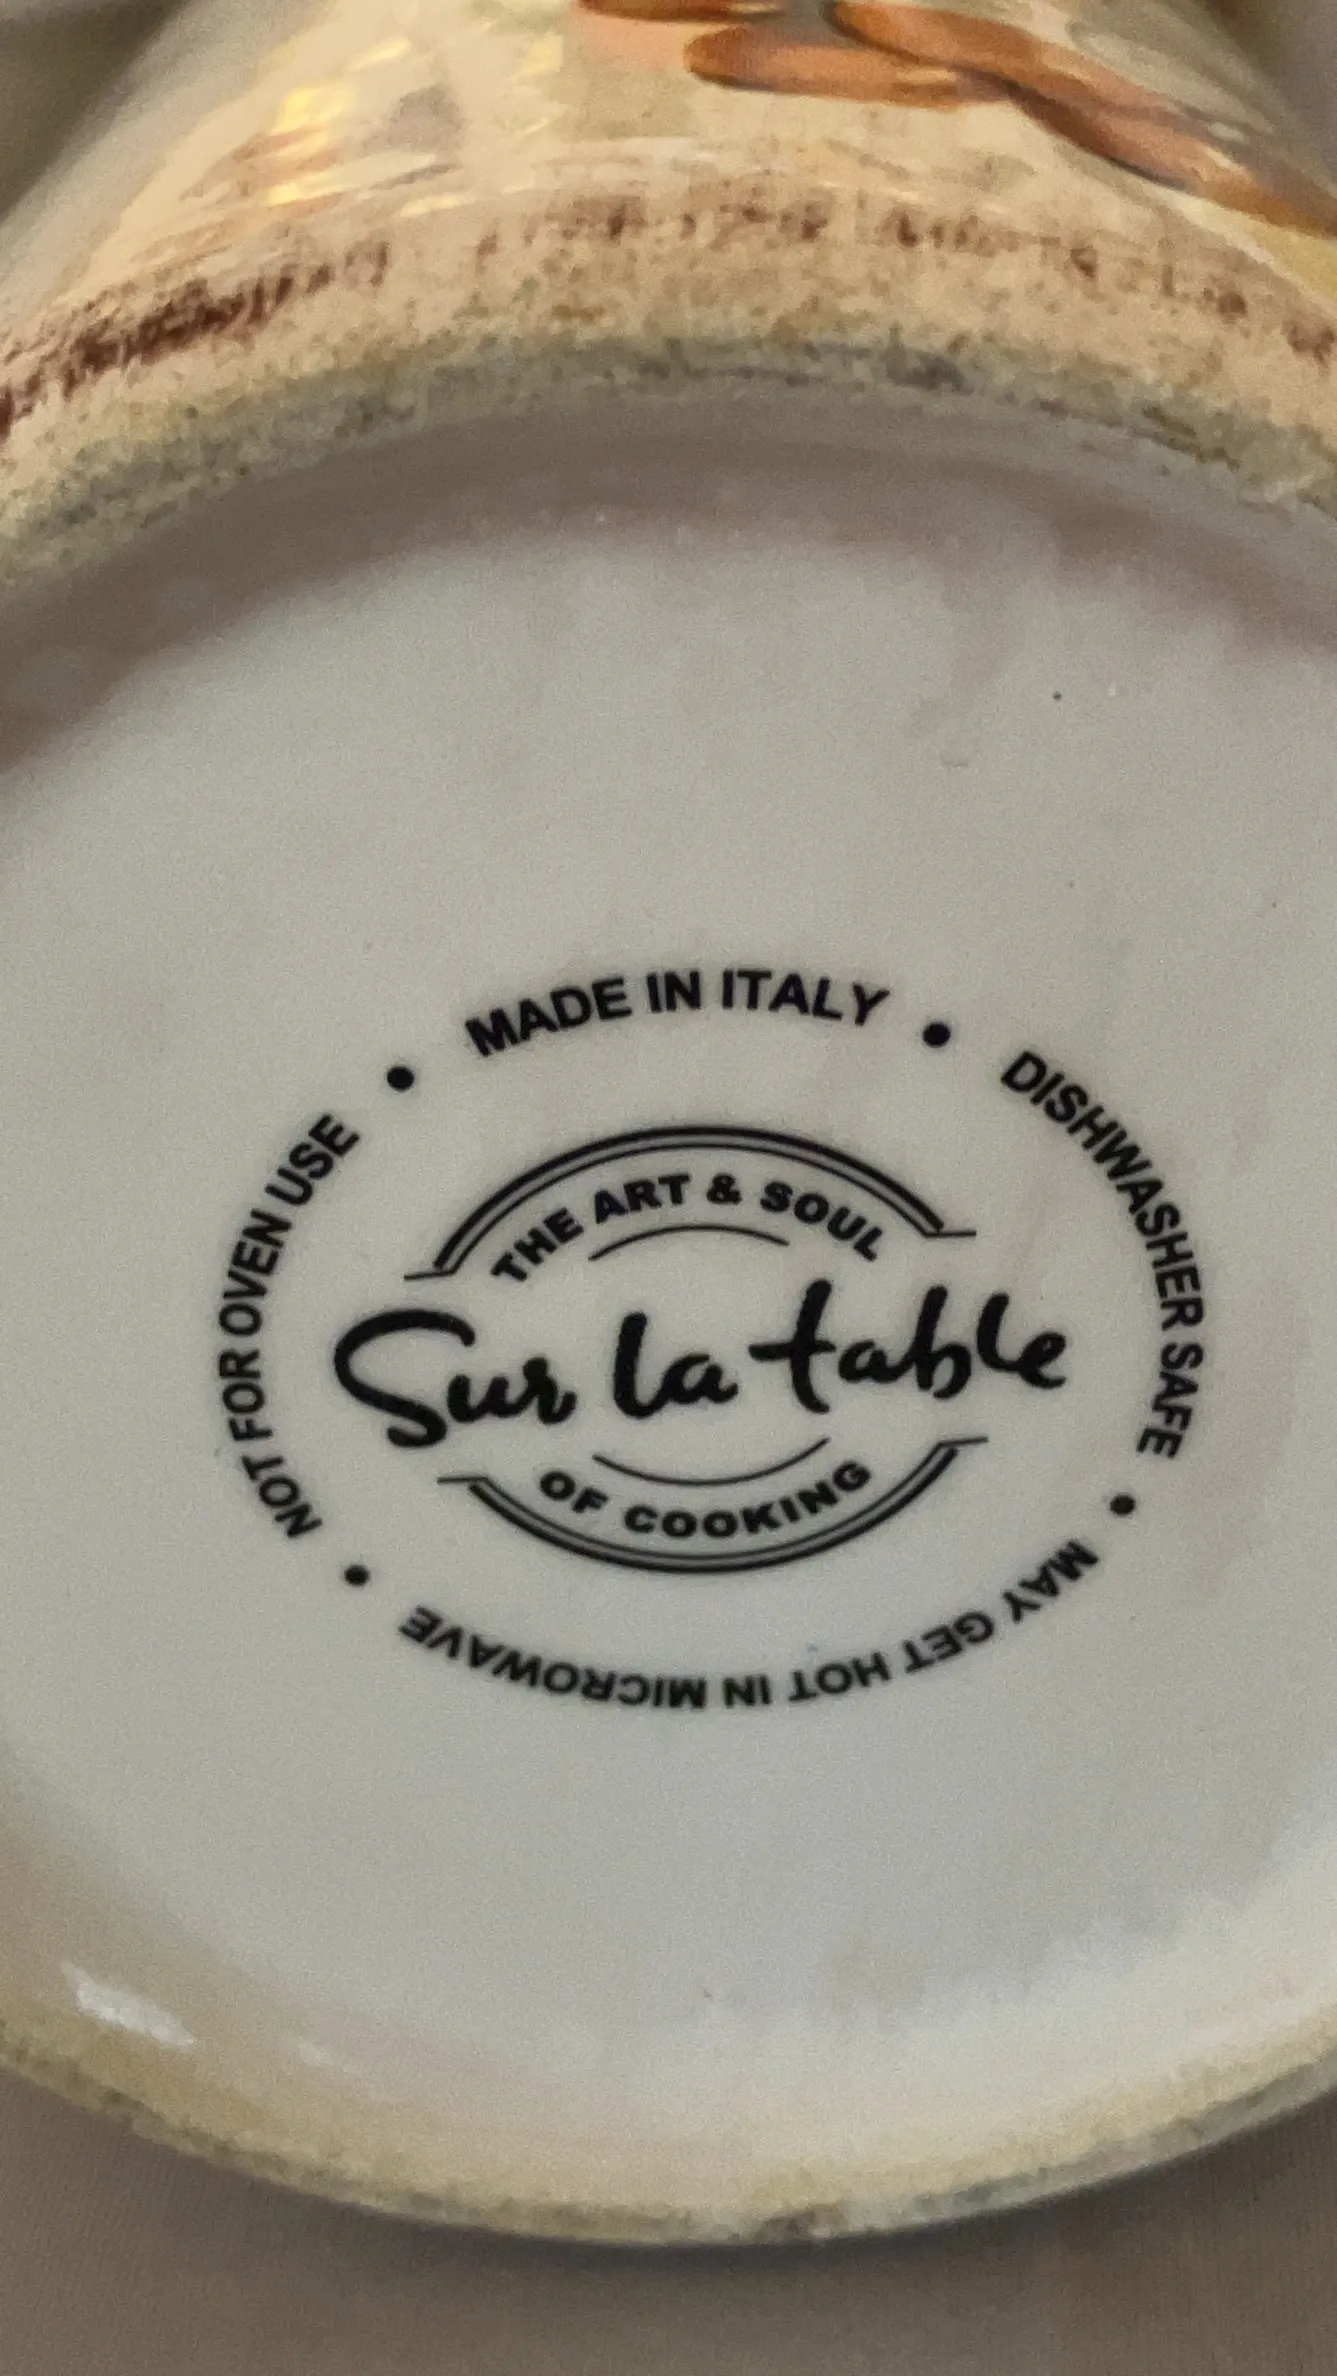 MADE IN ITALY • DISHWASHER SAFE • MAY GET HOT IN MICROWAVE • NOT FOR OVEN USE •
THE ART & SOUL
Sur la table
OF COOKING